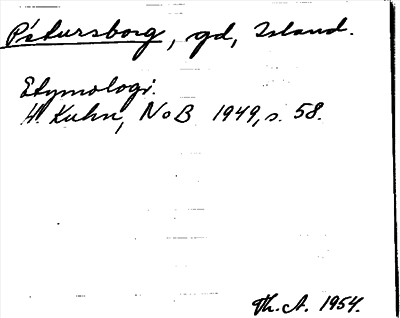 Pétursborg, gd, Island.
Etymologi.
H. Kuhn, NoB 1949, s. 58.
Th. A. 1954.